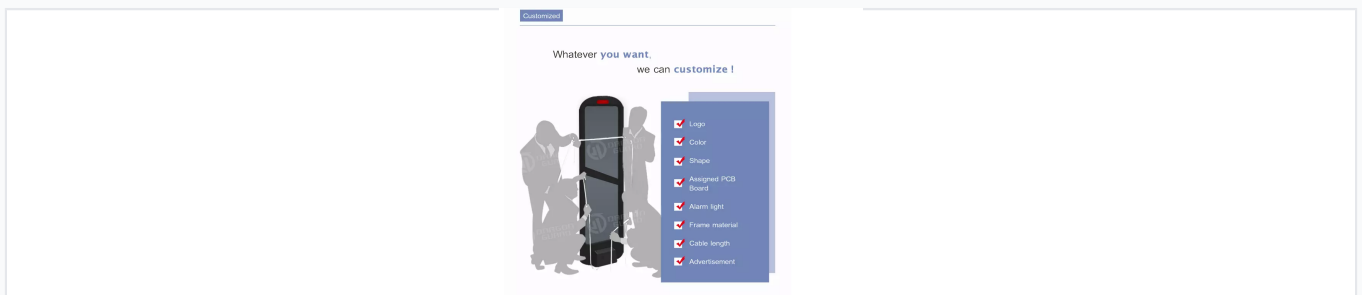 Customized
Whatever you want,
we can customize !
Logo
Color
Shape
Assigned PCB
Board
Alarm light
Frame material
Cable length
Advertisement